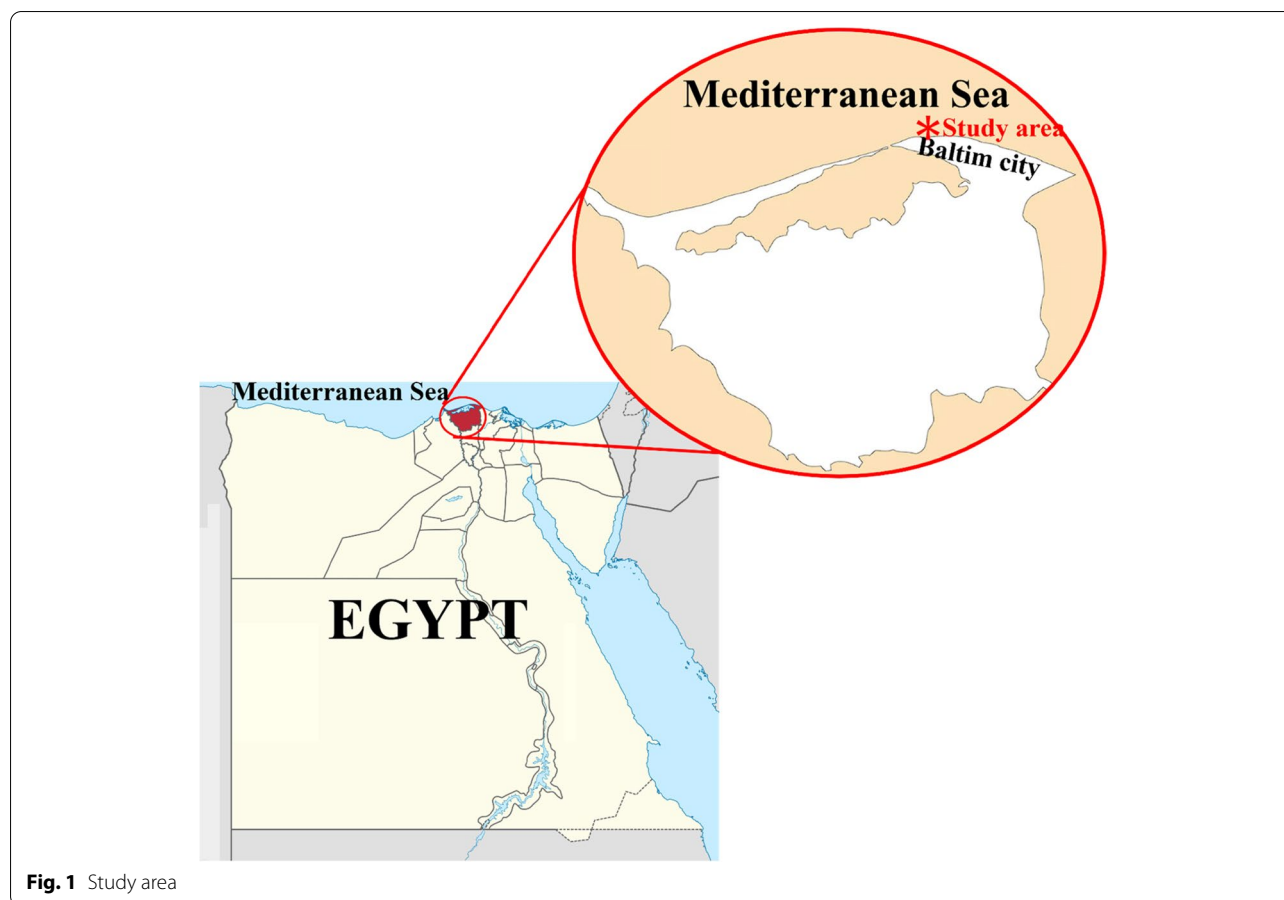 Mediterranean Sea
*Study area
Baltim city
Mediterranean Sea
EGYPT
Fig. 1 Study area